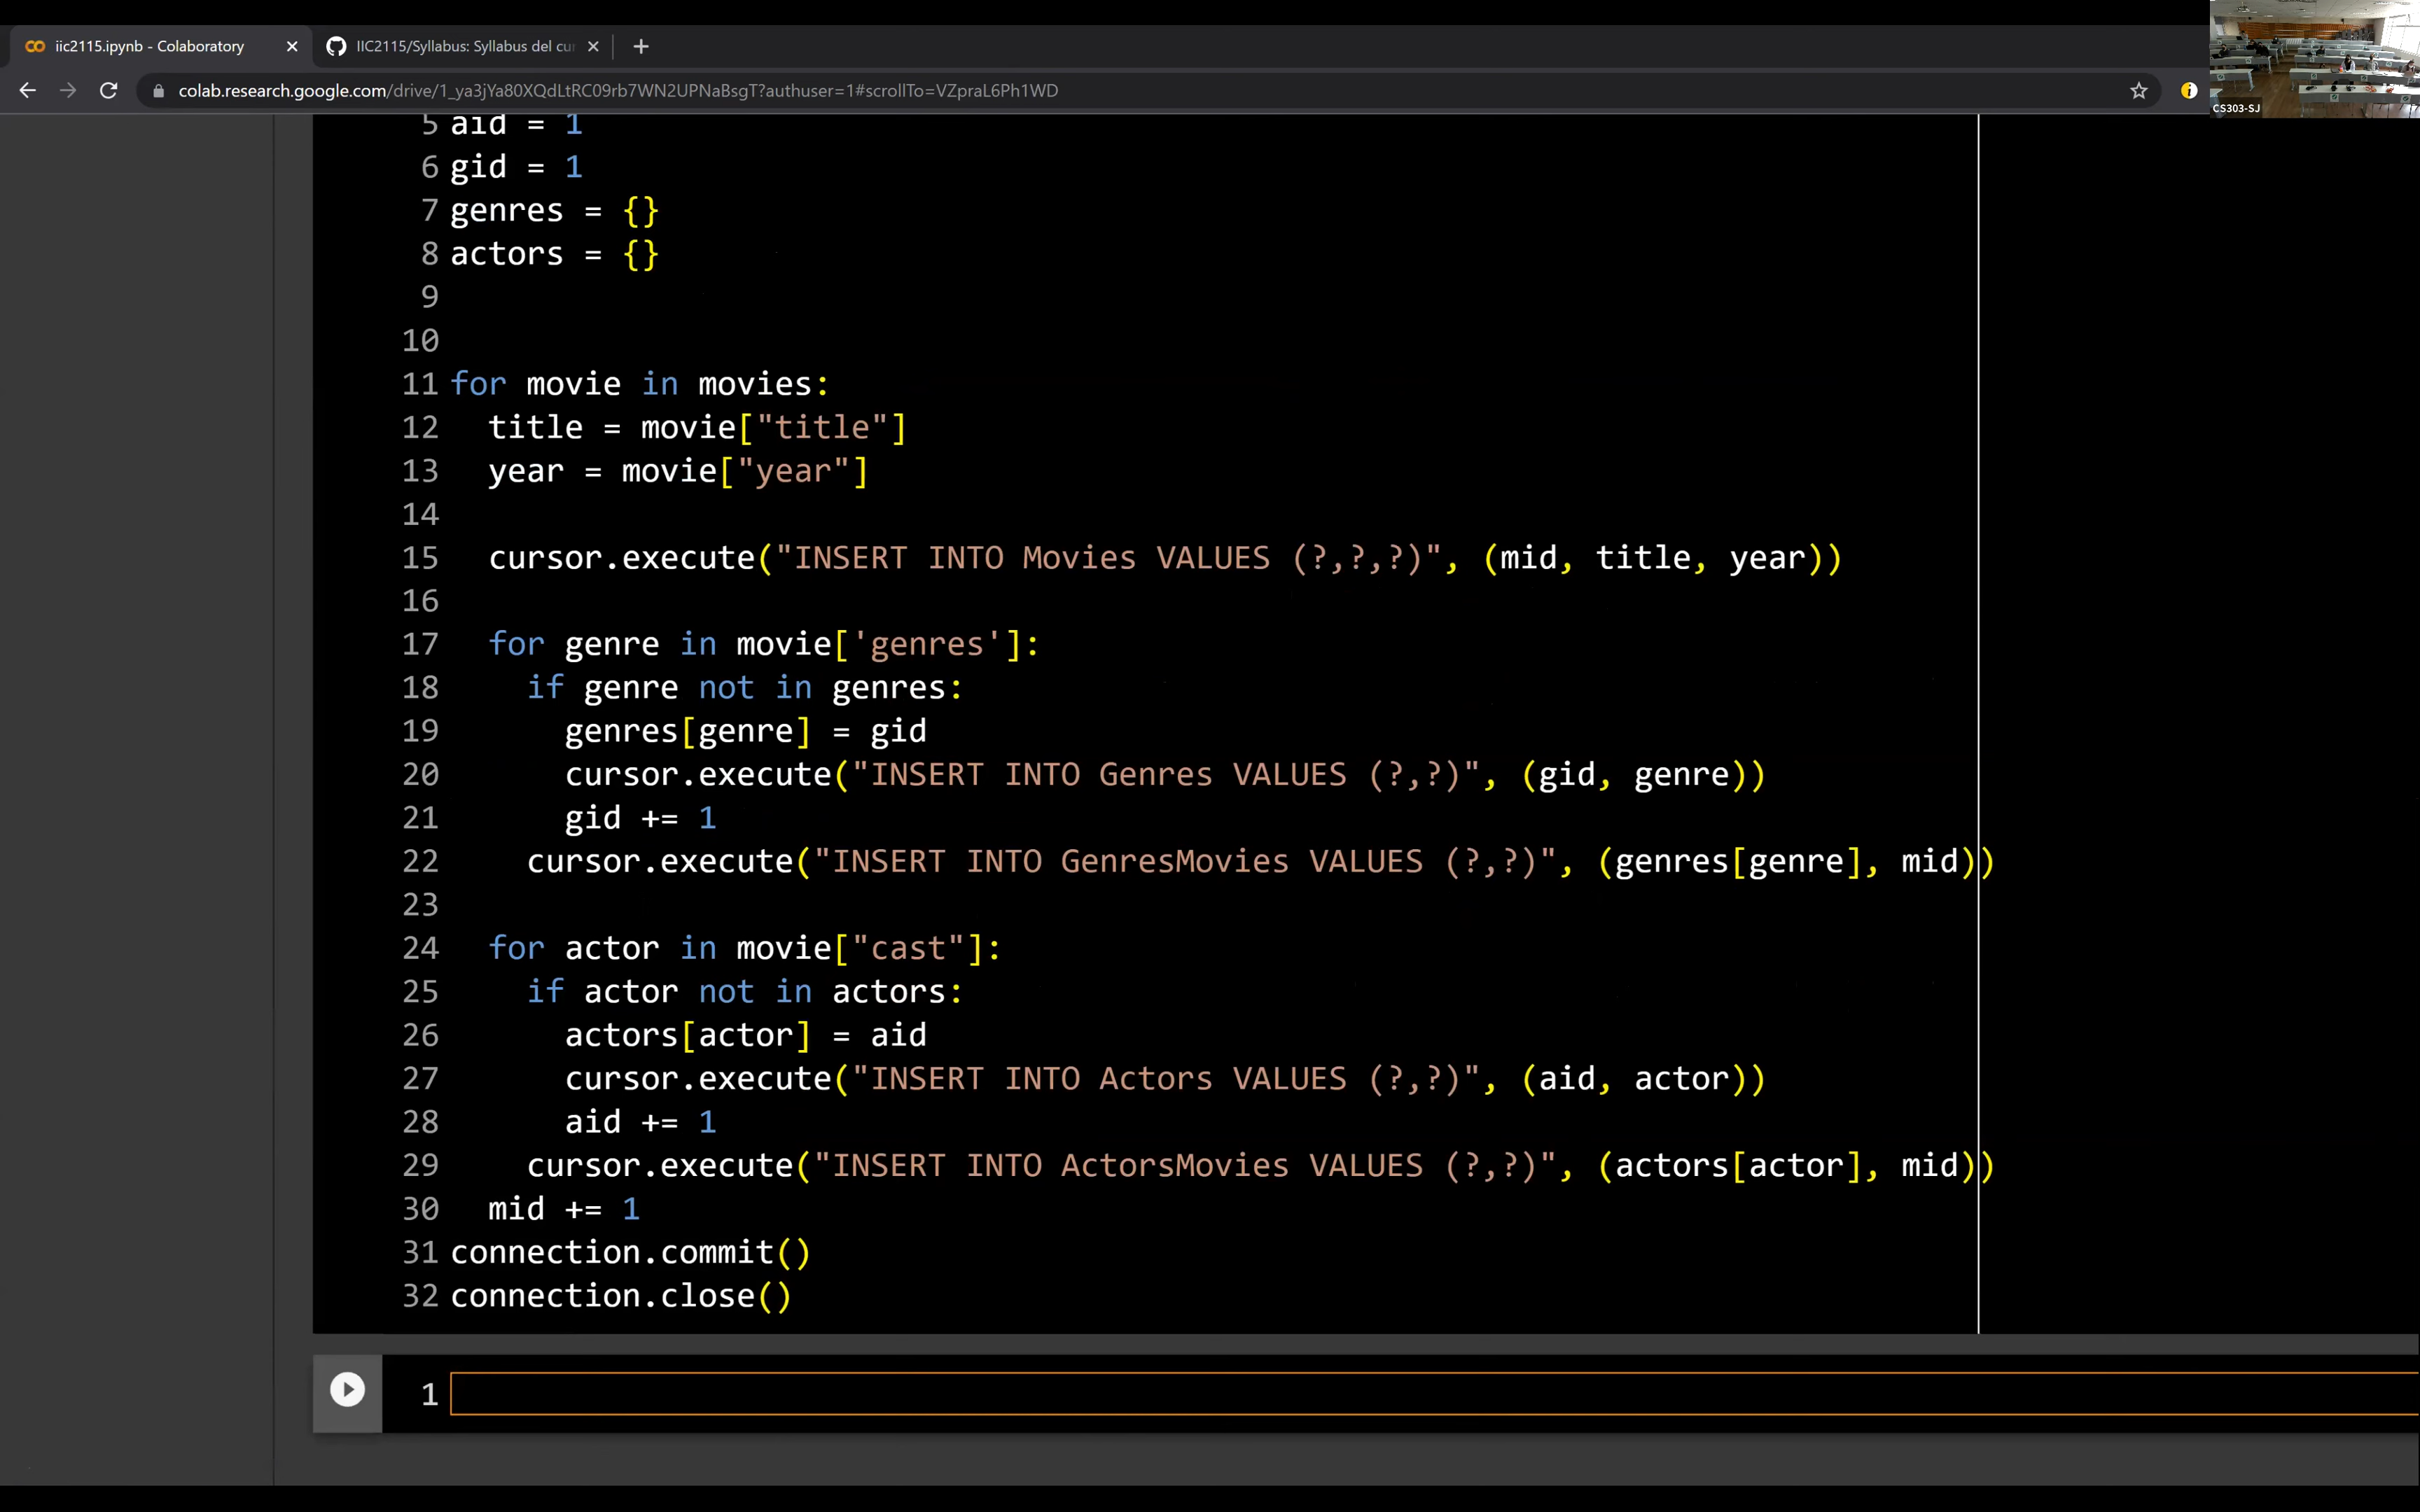 iic2115.ipynb - Colaboratory
IIC2115/Syllabus: Syllabus del cu
colab.research.google.com/drive/1_ya3jYa80XQdLtRC09rb7WN2UPNaBsgT?authuser=1#scrollTo=VZpraL6Ph1WD
CS303-SJ
5 aid = 1
6 gid = 1
7 genres = {}
8 actors = {}
9
10
11 for movie in movies:
12 title = movie["title"]
13 year = movie["year"]
14
15 cursor.execute("INSERT INTO Movies VALUES (?,?,?)", (mid, title, year))
16
17 for genre in movie['genres']:
18 if genre not in genres:
19 genres[genre] = gid
20 cursor.execute("INSERT INTO Genres VALUES (?,?)", (gid, genre))
21 gid += 1
22 cursor.execute("INSERT INTO GenresMovies VALUES (?,?)", (genres[genre], mid))
23
24 for actor in movie["cast"]:
25 if actor not in actors:
26 actors[actor] = aid
27 cursor.execute("INSERT INTO Actors VALUES (?,?)", (aid, actor))
28 aid += 1
29 cursor.execute("INSERT INTO ActorsMovies VALUES (?,?)", (actors[actor], mid))
30 mid += 1
31 connection.commit()
32 connection.close()
1